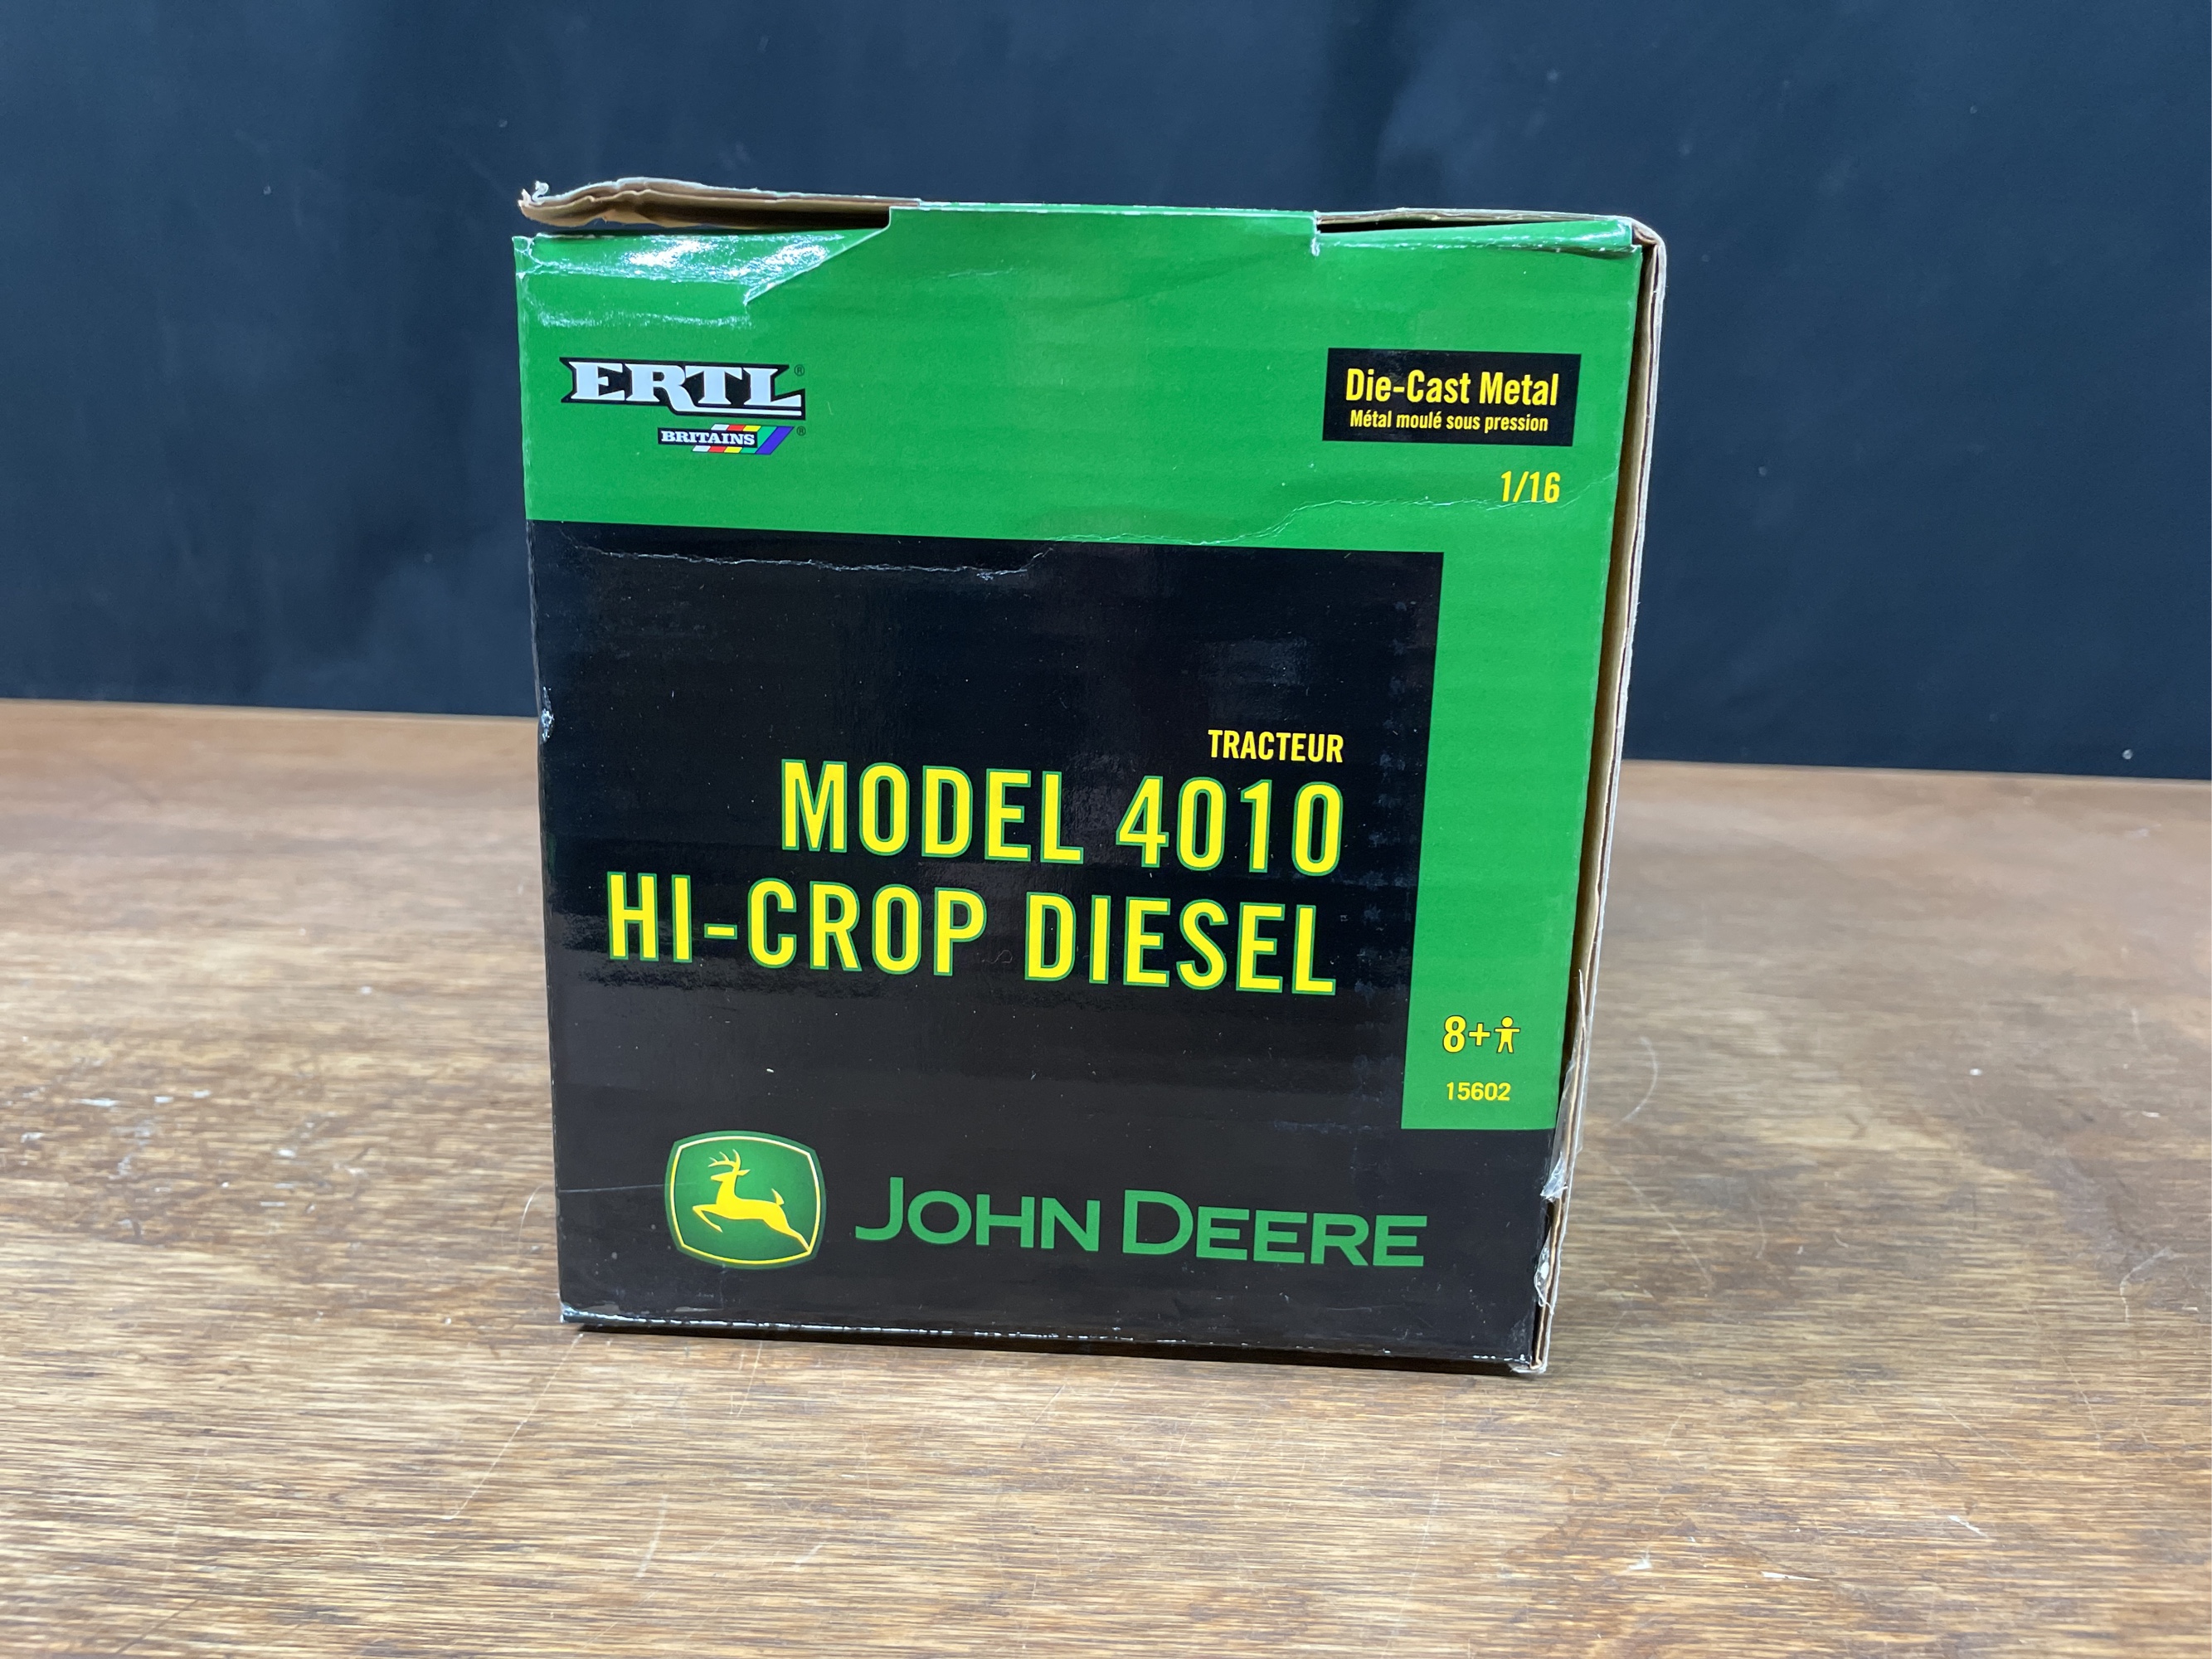 ERTL®
BRITAINS®
Die-Cast Metal
Métal moulé sous pression
1/16
TRACTEUR
MODEL 4010
HI-CROP DIESEL
8+
15602
JOHN DEERE